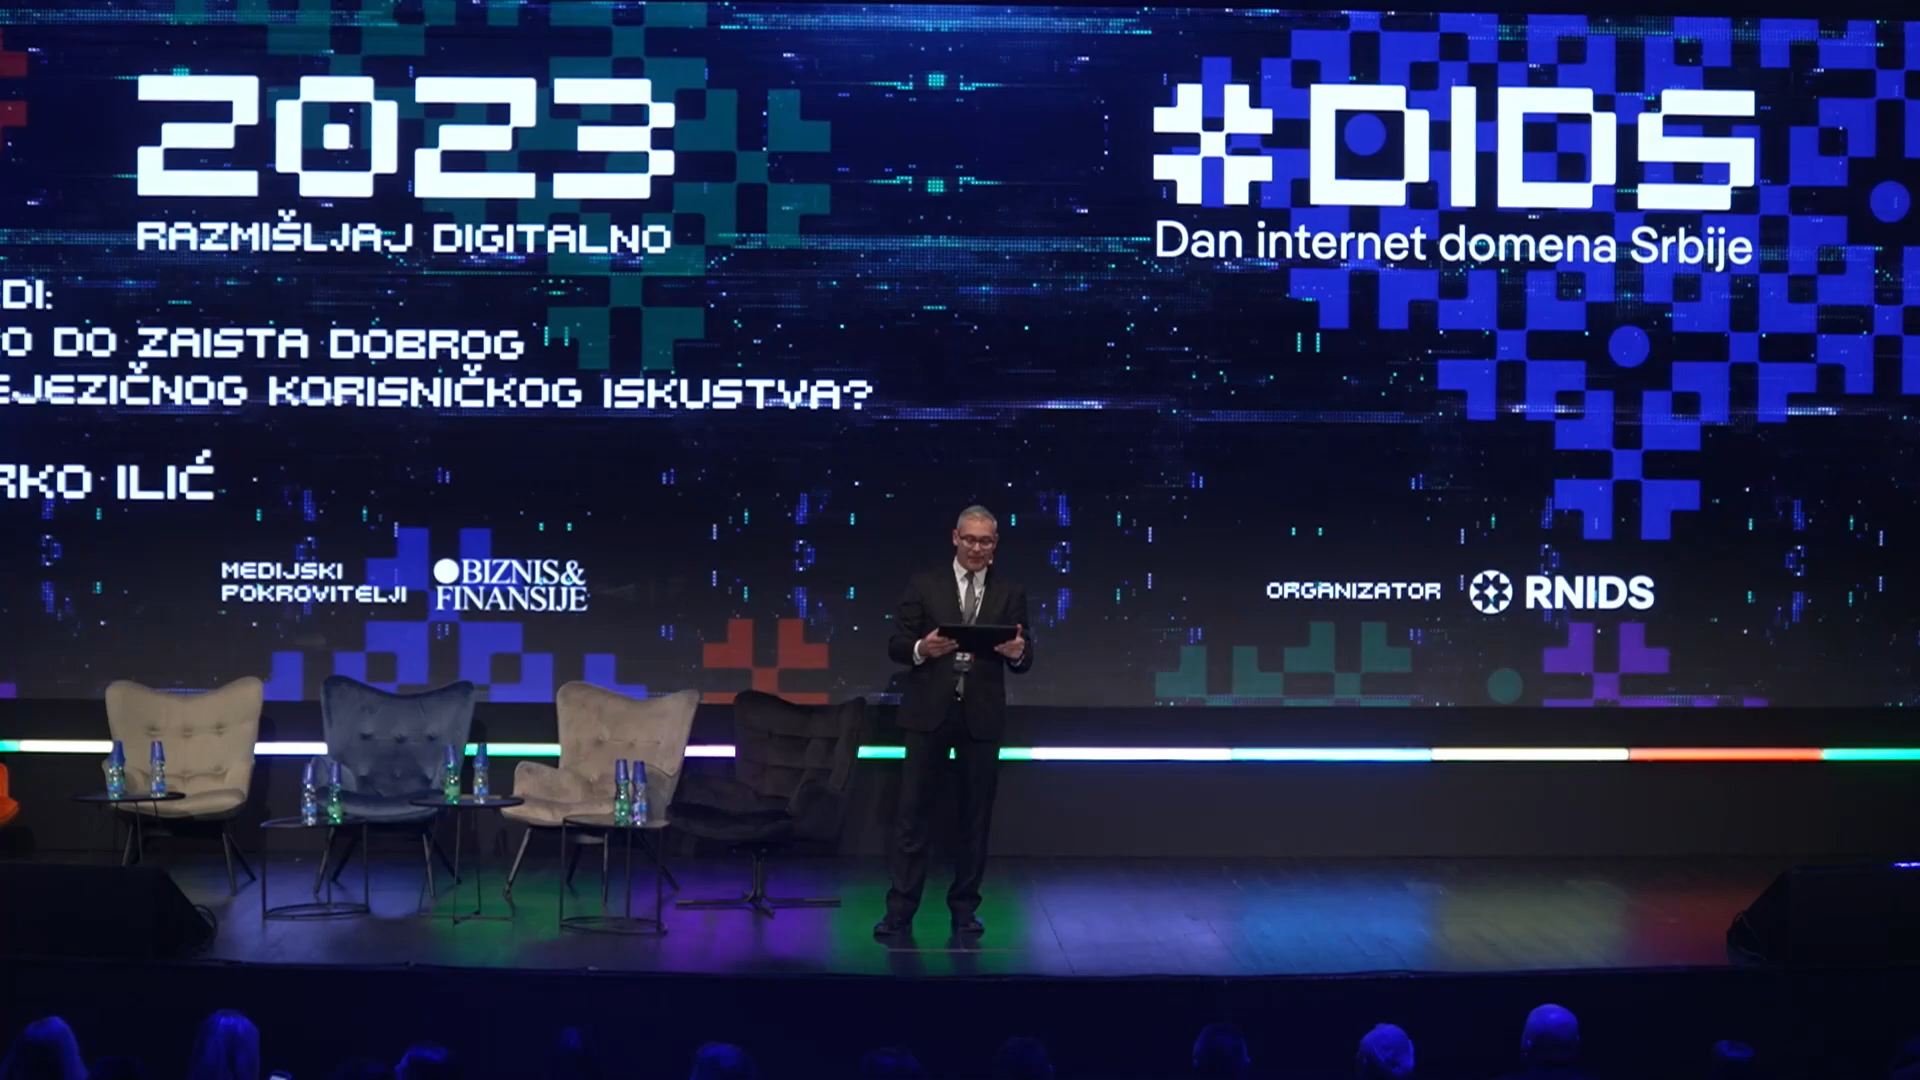 2023
RAZMIŠLJAJ DIGITALNO
#DIDS
Dan internet domena Srbije
DI:
O DO ZAISTA DOBROG
EJEZIČNOG KORISNIČKOG ISKUSTVA?
RKO ILIĆ
MEDIJSKI
POKROVITELJI
BIZNIS&
FINANSIJE
ORGANIZATOR
RNIDS